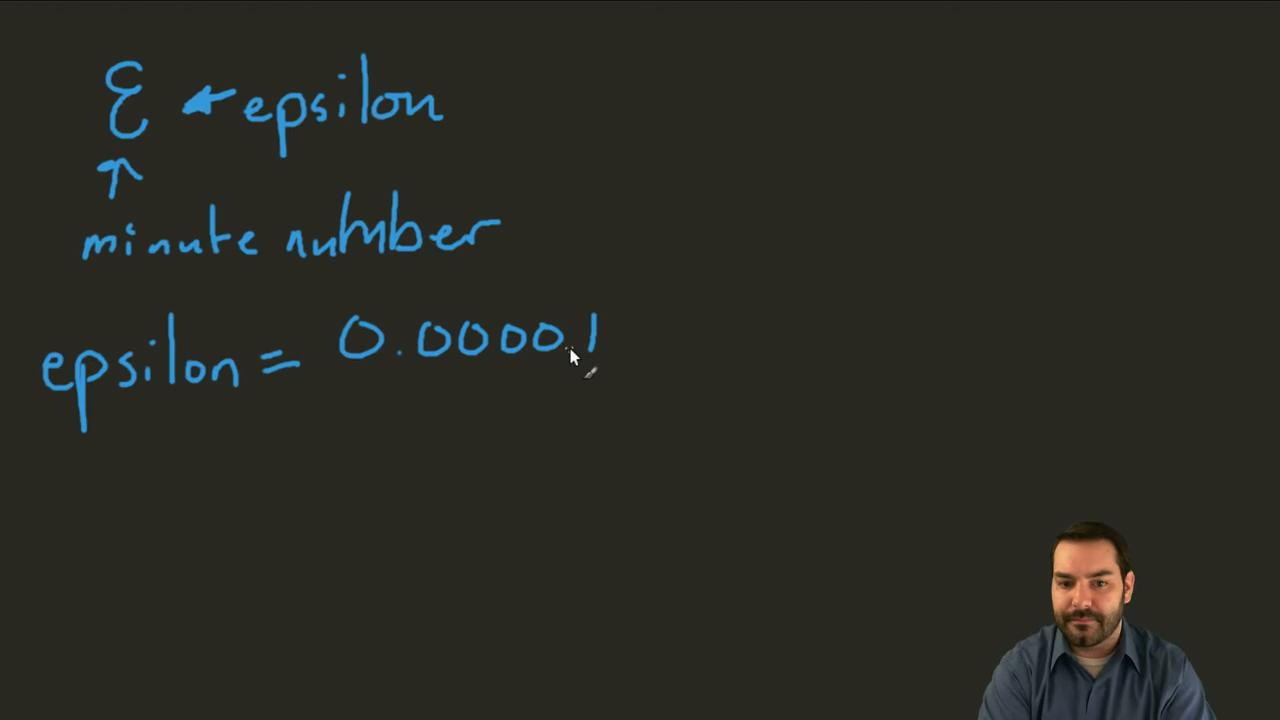 ε ← epsilon
↑
minute number
epsilon = 0.00001